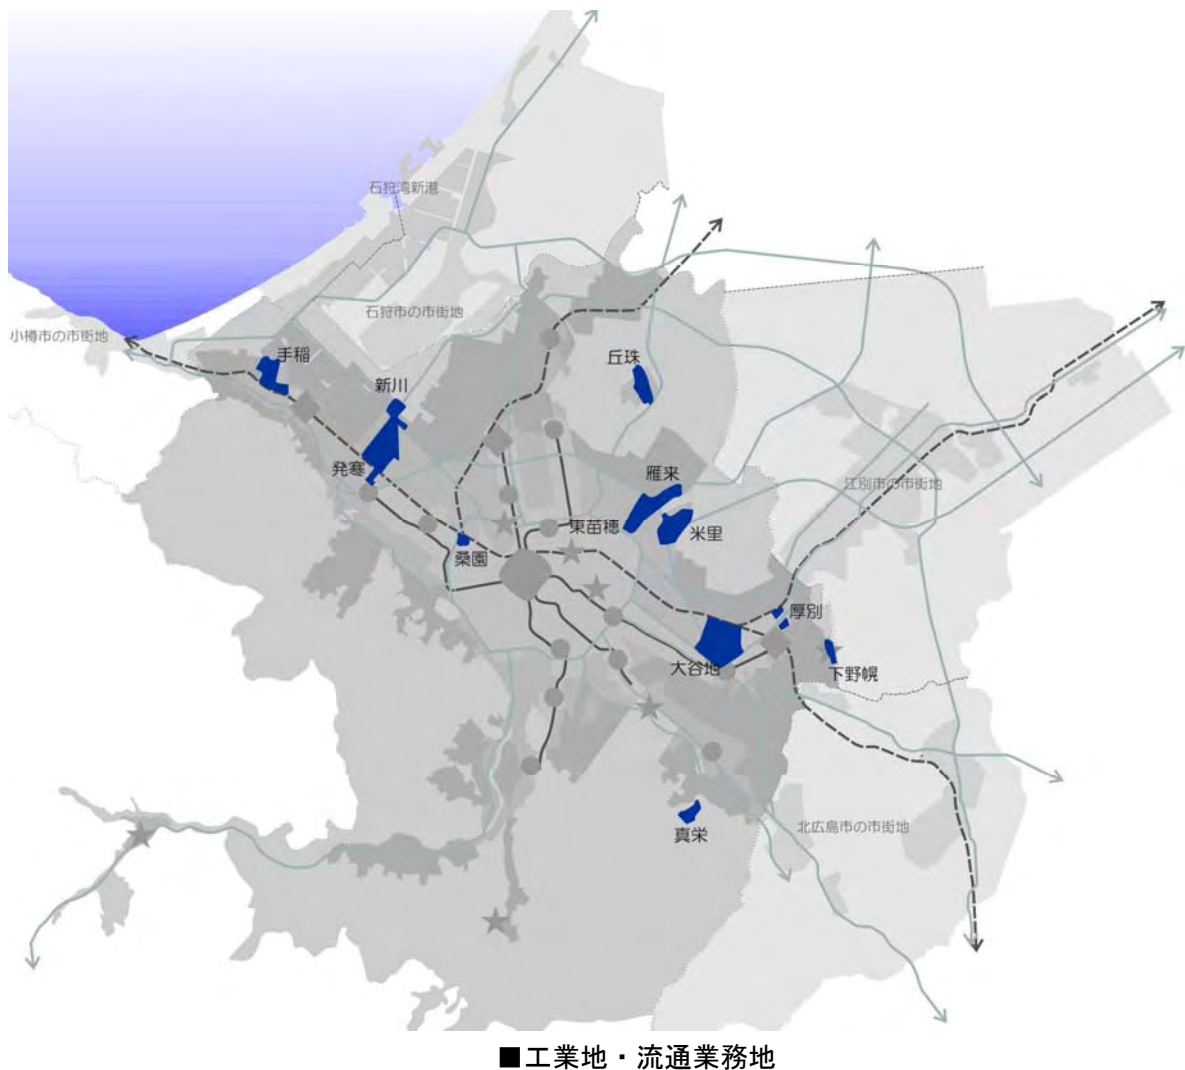 石狩湾新港
石狩市の市街地
小樽市の市街地
手稲
丘珠
新川
発寒
雁来
江別市の市街地
東苗穂
米里
桑園
厚別
大谷地
下野幌
北広島市の市街地
真栄
■工業地・流通業務地